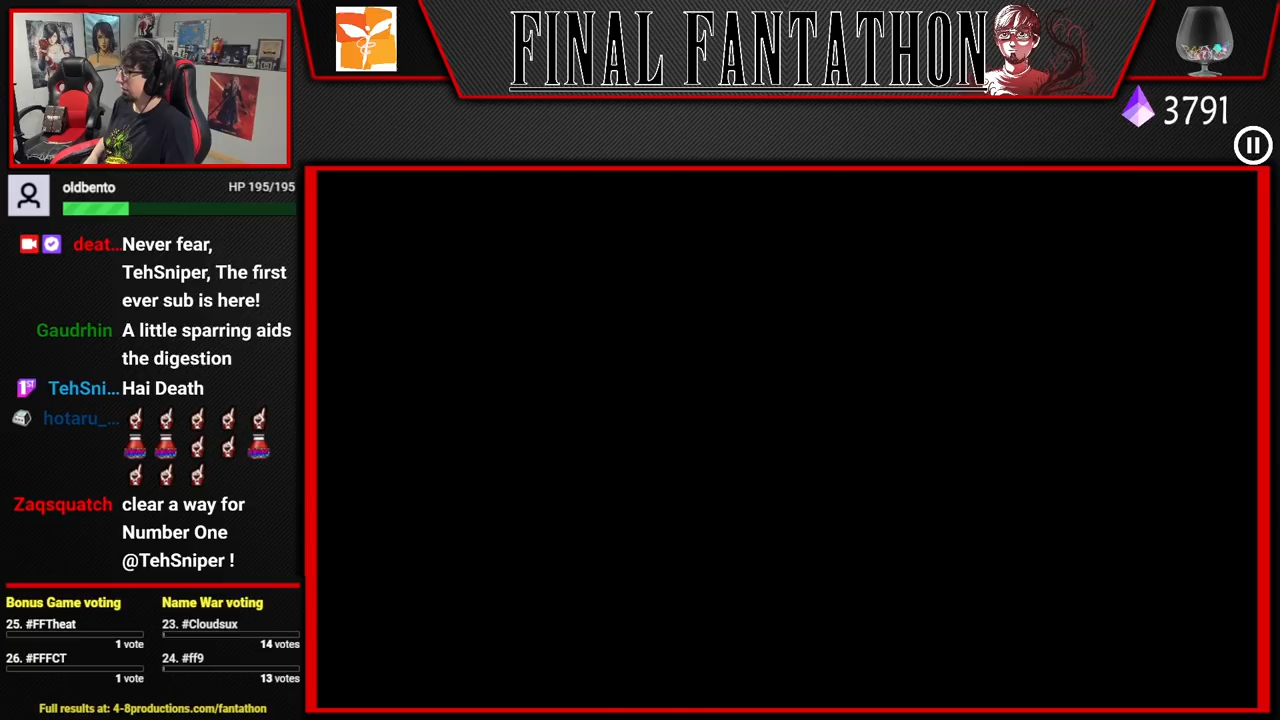 FINAL FANTATHON
3791
oldbento
HP 195/195
deat... Never fear,
TehSniper, The first
ever sub is here!
Gaudrhin A little sparring aids
the digestion
1ST TehSni... Hai Death
hotaru_...
Zaqsquatch clear a way for
Number One
@TehSniper !
Bonus Game voting
25. #FFTheat
1 vote
26. #FFFCT
1 vote
Name War voting
23. #Cloudsux
14 votes
24. #ff9
13 votes
Full results at: 4-8productions.com/fantathon